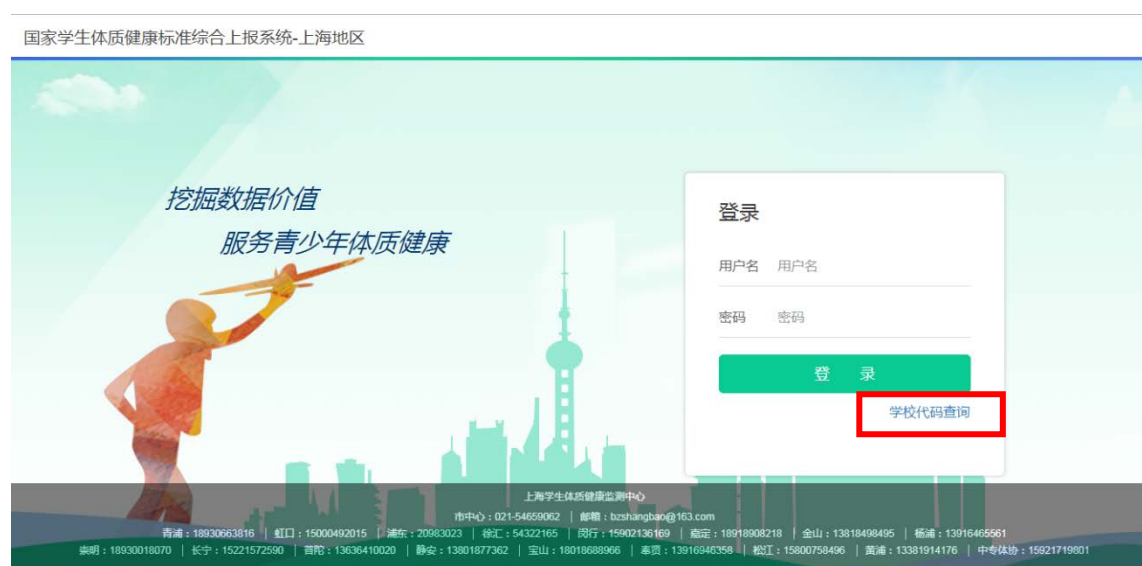 国家学生体质健康标准综合上报系统-上海地区
挖掘数据价值
服务青少年体质健康
登录
用户名 用户名
密码 密码
登 录
学校代码查询
上海学生体质健康监测中心
市中心：021-54659062 | 邮箱：bzshangbao@163.com
青浦：18930663816 | 虹口：15000492015 | 浦东：20983023 | 徐汇：54322165 | 闵行：15902136169 | 嘉定：18918908218 | 金山：13818498495 | 杨浦：13916465561
崇明：18930018070 | 长宁：15221572590 | 普陀：13636410020 | 静安：13801877362 | 宝山：18018688966 | 奉贤：13916946358 | 松江：15800758496 | 黄浦：13381914176 | 中专体协：15921719801